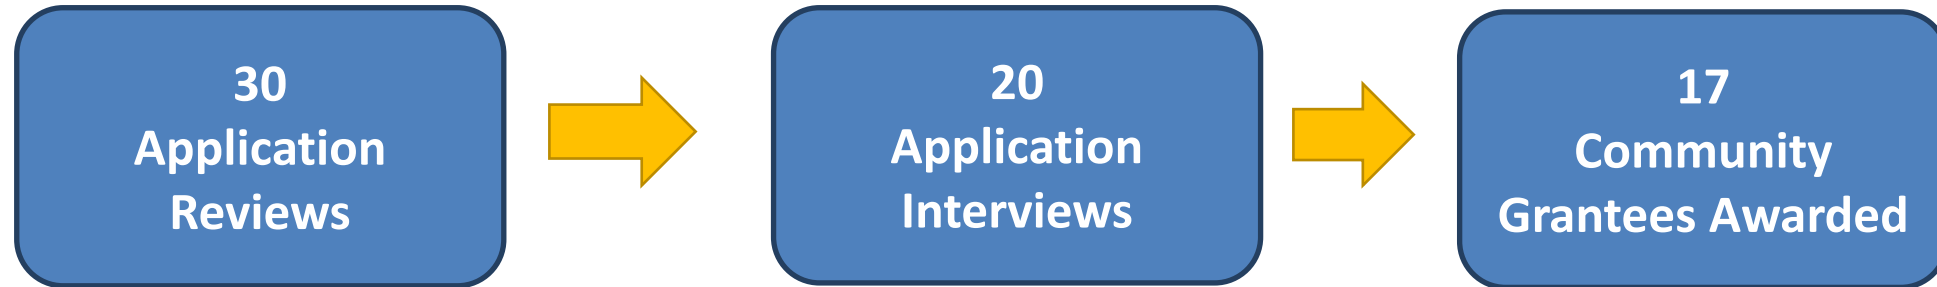 30
Application
Reviews
20
Application
Interviews
17
Community
Grantees Awarded